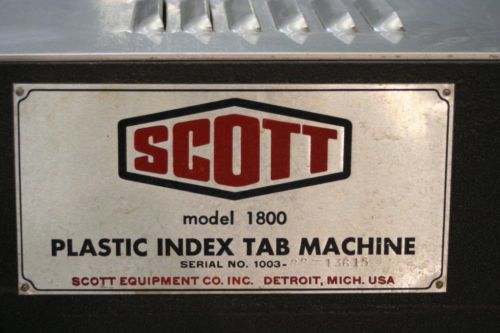 SCOTT
model 1800
PLASTIC INDEX TAB MACHINE
SERIAL NO. 1003-
SCOTT EQUIPMENT CO. INC. DETROIT, MICH. USA